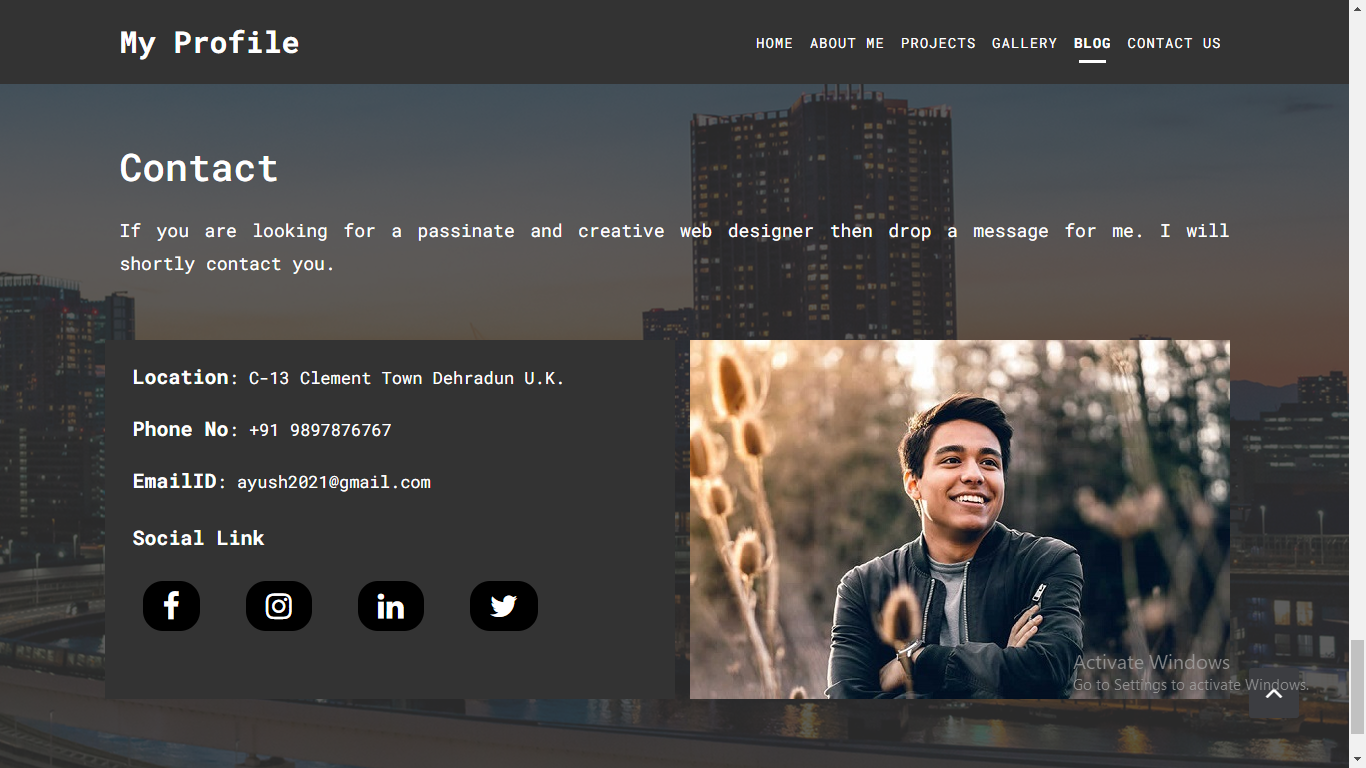 My Profile
HOME ABOUT ME PROJECTS GALLERY BLOG CONTACT US
Contact
If you are looking for a passinate and creative web designer then drop a message for me. I will
shortly contact you.
Location: C-13 Clement Town Dehradun U.K.
Phone No: +91 9897876767
EmailID: ayush2021@gmail.com
Social Link
Activate Windows
Go to Settings to activate Windows.